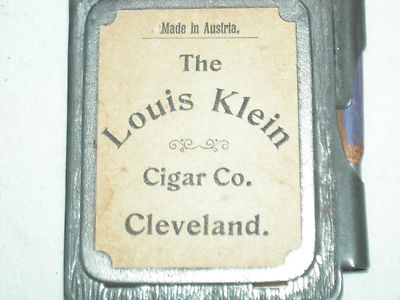 Made in Austria.
The
Louis Klein
Cigar Co.
Cleveland.